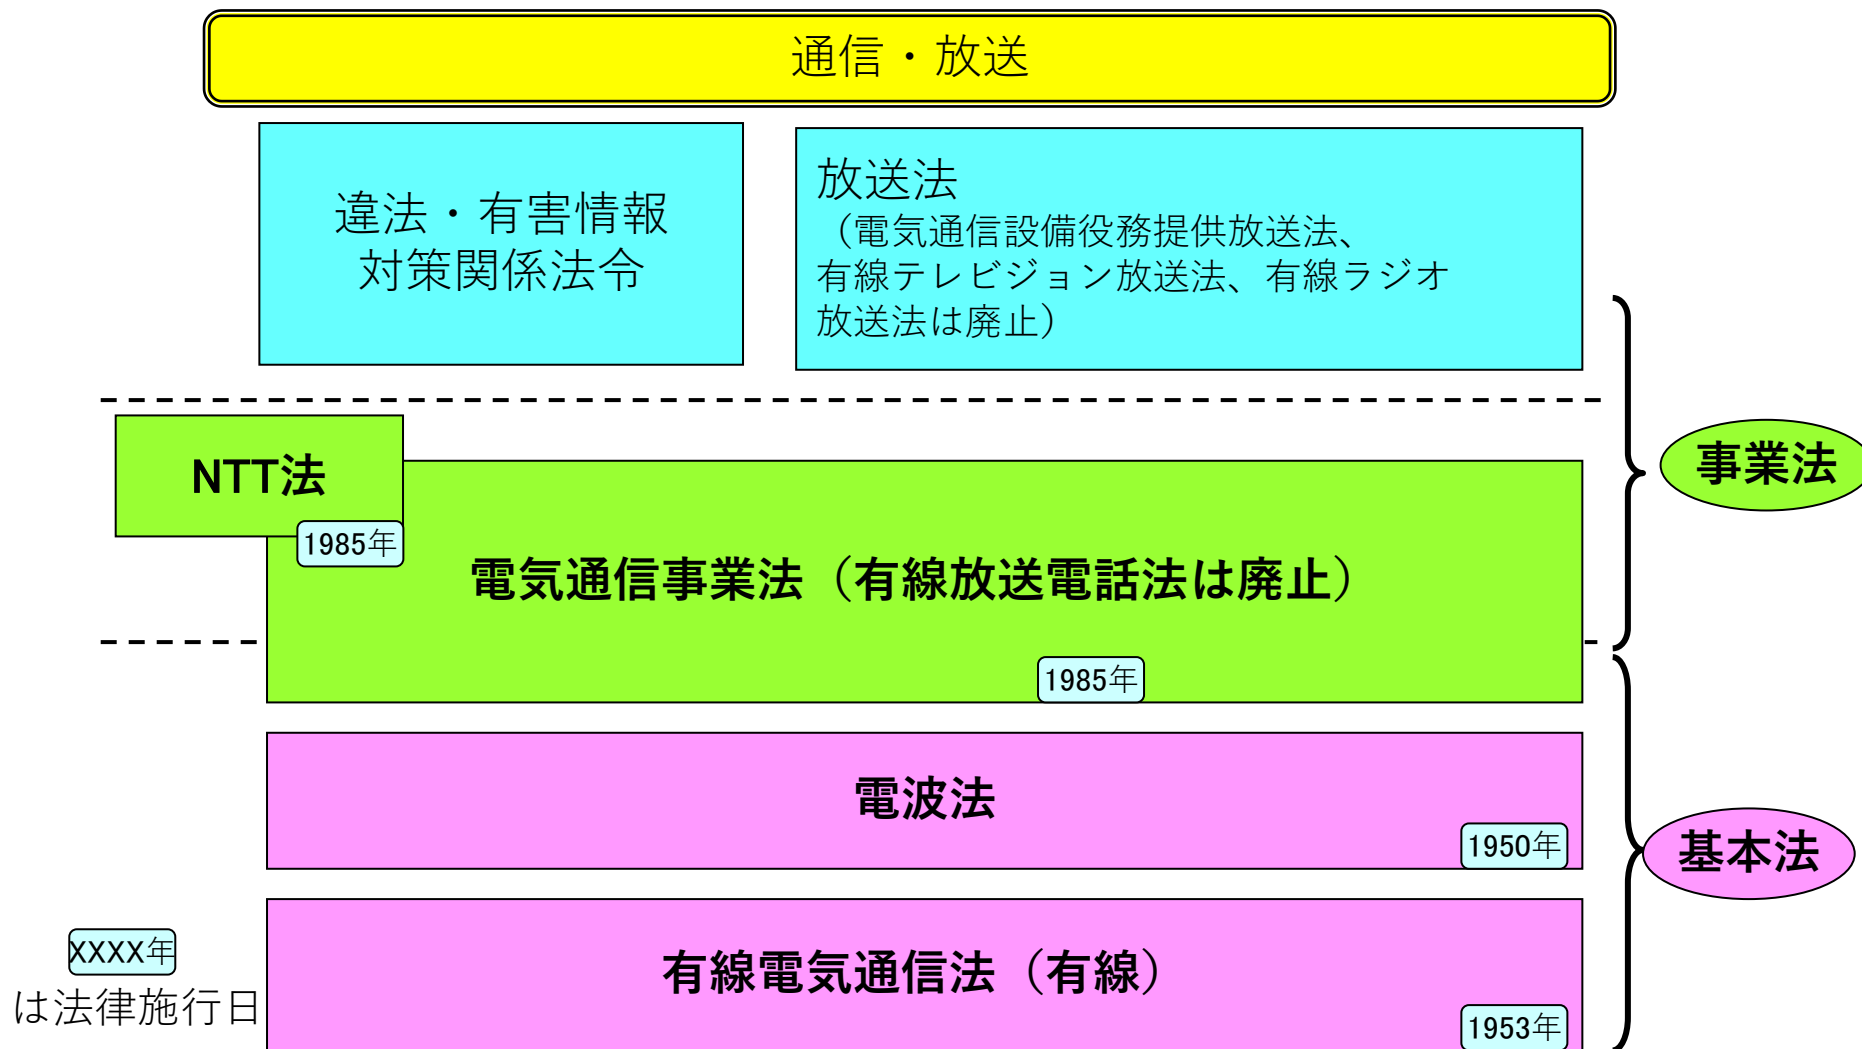 通信・放送
違法・有害情報
対策関係法令
放送法
（電気通信設備役務提供放送法、
有線テレビジョン放送法、有線ラジオ
放送法は廃止）
NTT法
1985年
事業法
電気通信事業法（有線放送電話法は廃止）
1985年
電波法
1950年
基本法
XXXX年
は法律施行日
有線電気通信法（有線）
1953年